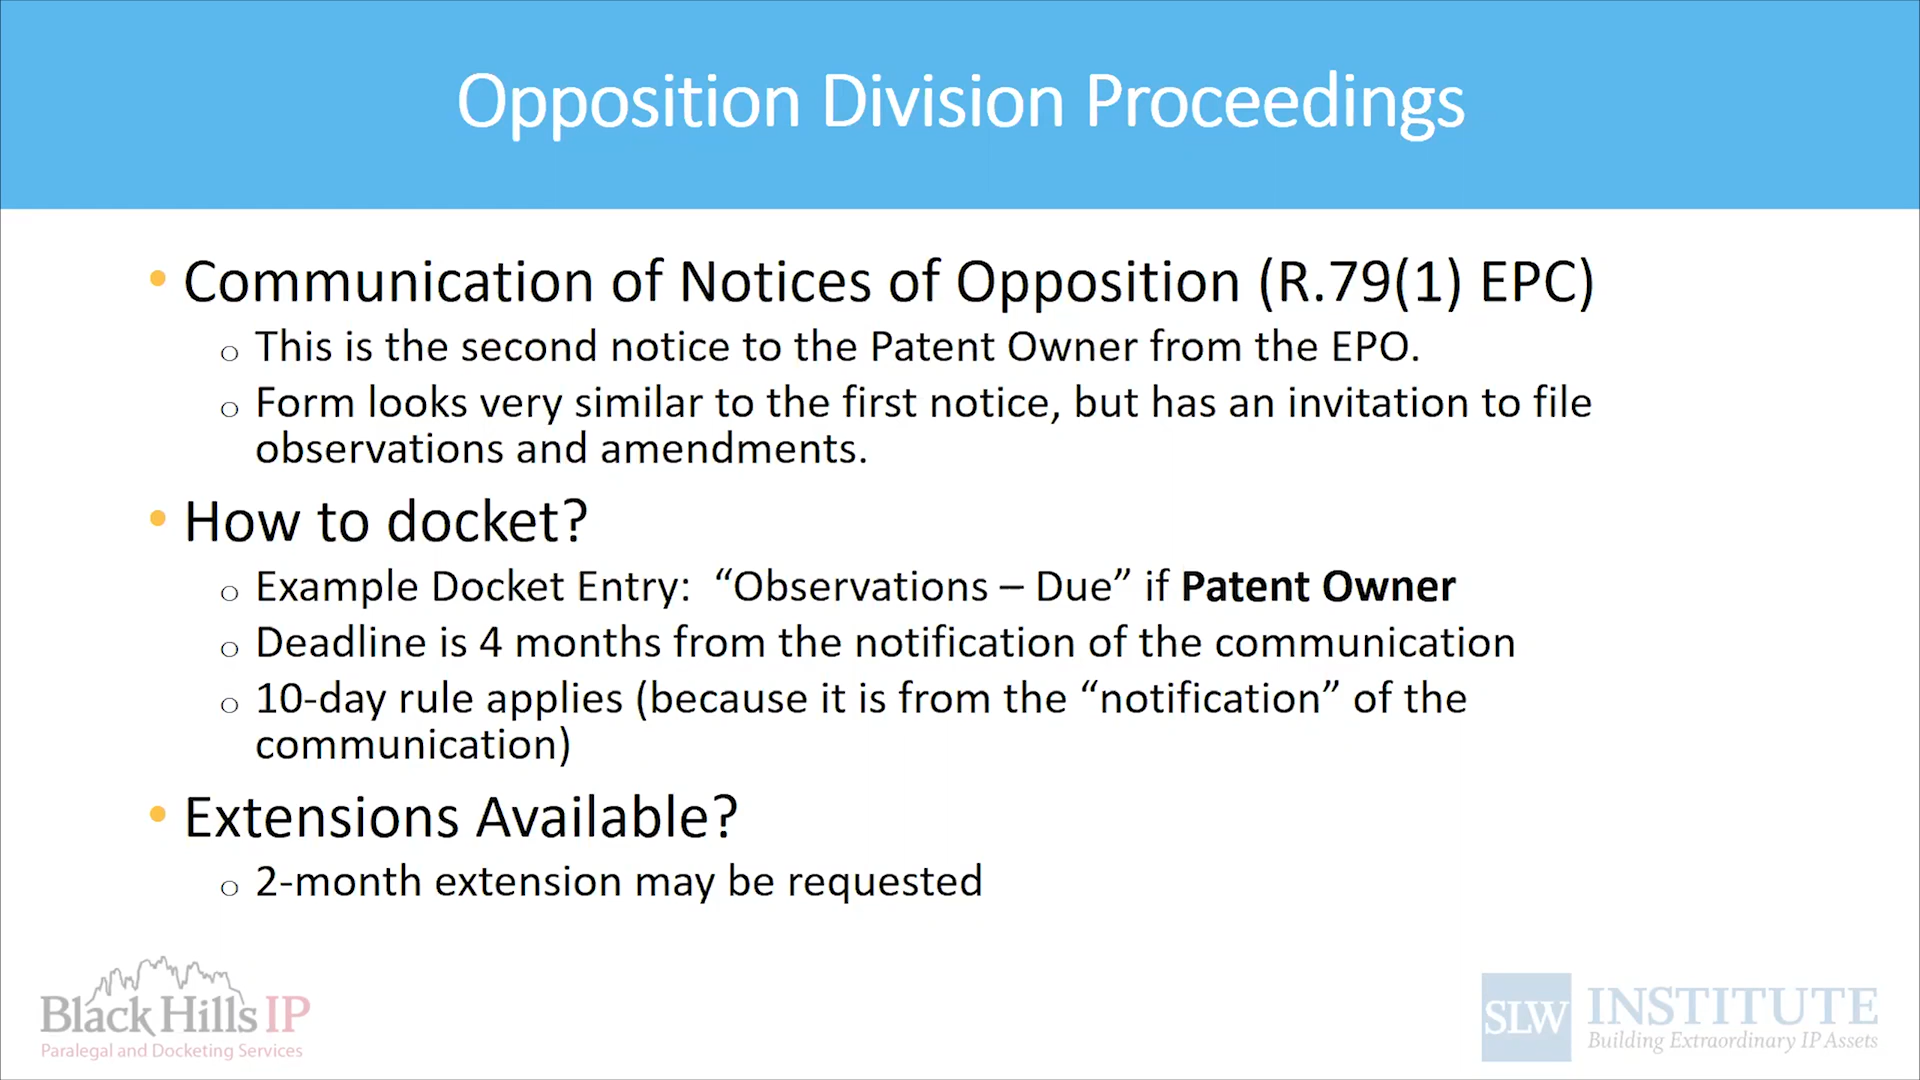 Opposition Division Proceedings
• Communication of Notices of Opposition (R.79(1) EPC)
o This is the second notice to the Patent Owner from the EPO.
o Form looks very similar to the first notice, but has an invitation to file
observations and amendments.
• How to docket?
o Example Docket Entry: “Observations – Due” if Patent Owner
o Deadline is 4 months from the notification of the communication
o 10-day rule applies (because it is from the “notification” of the
communication)
• Extensions Available?
o 2-month extension may be requested
Black Hills IP
Paralegal and Docketing Services
SLW INSTITUTE
Building Extraordinary IP Assets